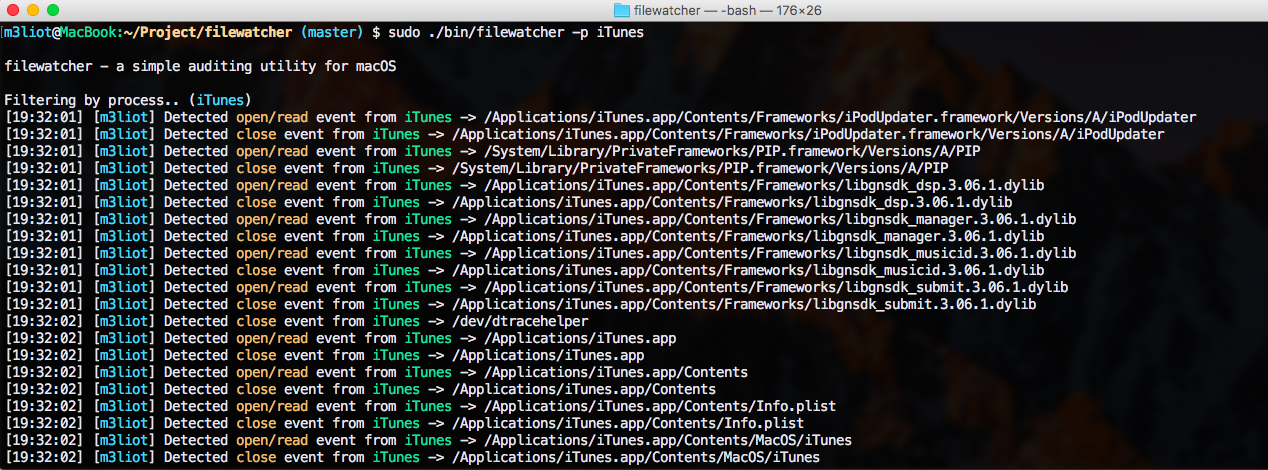 filewatcher — -bash — 176×26
m3liot@MacBook:~/Project/filewatcher (master) $ sudo ./bin/filewatcher -p iTunes
filewatcher - a simple auditing utility for macOS
Filtering by process.. (iTunes)
[19:32:01] [m3liot] Detected open/read event from iTunes -> /Applications/iTunes.app/Contents/Frameworks/iPodUpdater.framework/Versions/A/iPodUpdater
[19:32:01] [m3liot] Detected close event from iTunes -> /Applications/iTunes.app/Contents/Frameworks/iPodUpdater.framework/Versions/A/iPodUpdater
[19:32:01] [m3liot] Detected open/read event from iTunes -> /System/Library/PrivateFrameworks/PIP.framework/Versions/A/PIP
[19:32:01] [m3liot] Detected close event from iTunes -> /System/Library/PrivateFrameworks/PIP.framework/Versions/A/PIP
[19:32:01] [m3liot] Detected open/read event from iTunes -> /Applications/iTunes.app/Contents/Frameworks/libgnsdk_dsp.3.06.1.dylib
[19:32:01] [m3liot] Detected close event from iTunes -> /Applications/iTunes.app/Contents/Frameworks/libgnsdk_dsp.3.06.1.dylib
[19:32:01] [m3liot] Detected open/read event from iTunes -> /Applications/iTunes.app/Contents/Frameworks/libgnsdk_manager.3.06.1.dylib
[19:32:01] [m3liot] Detected close event from iTunes -> /Applications/iTunes.app/Contents/Frameworks/libgnsdk_manager.3.06.1.dylib
[19:32:01] [m3liot] Detected open/read event from iTunes -> /Applications/iTunes.app/Contents/Frameworks/libgnsdk_musicid.3.06.1.dylib
[19:32:01] [m3liot] Detected close event from iTunes -> /Applications/iTunes.app/Contents/Frameworks/libgnsdk_musicid.3.06.1.dylib
[19:32:01] [m3liot] Detected open/read event from iTunes -> /Applications/iTunes.app/Contents/Frameworks/libgnsdk_submit.3.06.1.dylib
[19:32:01] [m3liot] Detected close event from iTunes -> /Applications/iTunes.app/Contents/Frameworks/libgnsdk_submit.3.06.1.dylib
[19:32:02] [m3liot] Detected close event from iTunes -> /dev/dtracehelper
[19:32:02] [m3liot] Detected open/read event from iTunes -> /Applications/iTunes.app
[19:32:02] [m3liot] Detected close event from iTunes -> /Applications/iTunes.app
[19:32:02] [m3liot] Detected open/read event from iTunes -> /Applications/iTunes.app/Contents
[19:32:02] [m3liot] Detected close event from iTunes -> /Applications/iTunes.app/Contents
[19:32:02] [m3liot] Detected open/read event from iTunes -> /Applications/iTunes.app/Contents/Info.plist
[19:32:02] [m3liot] Detected close event from iTunes -> /Applications/iTunes.app/Contents/Info.plist
[19:32:02] [m3liot] Detected open/read event from iTunes -> /Applications/iTunes.app/Contents/MacOS/iTunes
[19:32:02] [m3liot] Detected close event from iTunes -> /Applications/iTunes.app/Contents/MacOS/iTunes